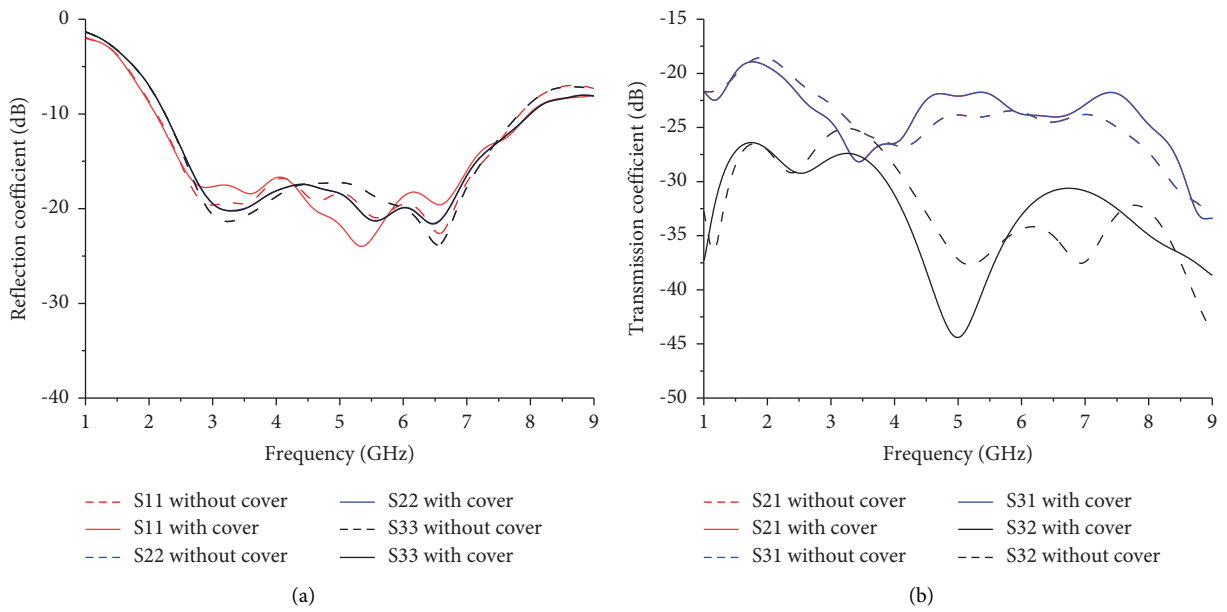 0
-10
-20
-30
-40
Reflection coefficient (dB)
1 2 3 4 5 6 7 8 9
Frequency (GHz)
S11 without cover
S11 with cover
S22 without cover
S22 with cover
S33 without cover
S33 with cover
(a)
-15
-20
-25
-30
-35
-40
-45
-50
Transmission coefficient (dB)
1 2 3 4 5 6 7 8 9
Frequency (GHz)
S21 without cover
S21 with cover
S31 without cover
S31 with cover
S32 with cover
S32 without cover
(b)